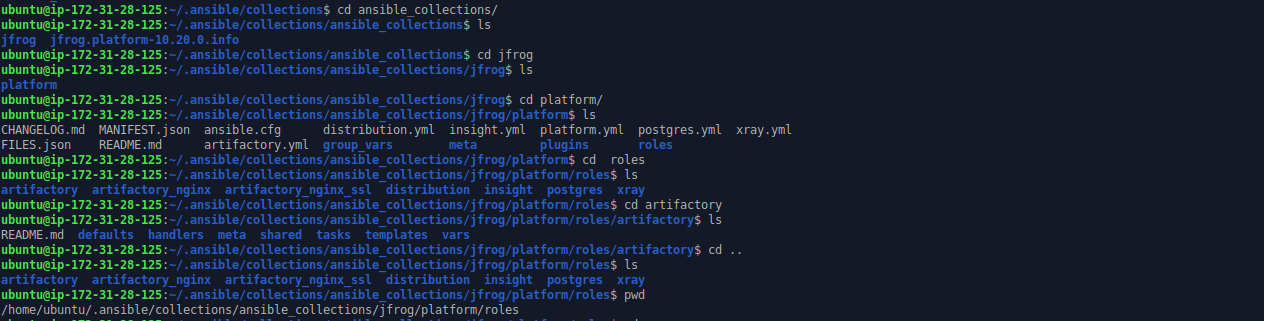 ubuntu@ip-172-31-28-125:~/.ansible/collections$ cd ansible_collections/
ubuntu@ip-172-31-28-125:~/.ansible/collections/ansible_collections$ ls
jfrog  jfrog.platform-10.20.0.info
ubuntu@ip-172-31-28-125:~/.ansible/collections/ansible_collections$ cd jfrog
ubuntu@ip-172-31-28-125:~/.ansible/collections/ansible_collections/jfrog$ ls
platform
ubuntu@ip-172-31-28-125:~/.ansible/collections/ansible_collections/jfrog$ cd platform/
ubuntu@ip-172-31-28-125:~/.ansible/collections/ansible_collections/jfrog/platform$ ls
CHANGELOG.md  MANIFEST.json  ansible.cfg      distribution.yml  insight.yml  platform.yml  postgres.yml  xray.yml
FILES.json    README.md      artifactory.yml  group_vars        meta         plugins       roles
ubuntu@ip-172-31-28-125:~/.ansible/collections/ansible_collections/jfrog/platform$ cd  roles
ubuntu@ip-172-31-28-125:~/.ansible/collections/ansible_collections/jfrog/platform/roles$ ls
artifactory  artifactory_nginx  artifactory_nginx_ssl  distribution  insight  postgres  xray
ubuntu@ip-172-31-28-125:~/.ansible/collections/ansible_collections/jfrog/platform/roles$ cd artifactory
ubuntu@ip-172-31-28-125:~/.ansible/collections/ansible_collections/jfrog/platform/roles/artifactory$ ls
README.md  defaults  handlers  meta  shared  tasks  templates  vars
ubuntu@ip-172-31-28-125:~/.ansible/collections/ansible_collections/jfrog/platform/roles/artifactory$ cd ..
ubuntu@ip-172-31-28-125:~/.ansible/collections/ansible_collections/jfrog/platform/roles$ ls
artifactory  artifactory_nginx  artifactory_nginx_ssl  distribution  insight  postgres  xray
ubuntu@ip-172-31-28-125:~/.ansible/collections/ansible_collections/jfrog/platform/roles$ pwd
/home/ubuntu/.ansible/collections/ansible_collections/jfrog/platform/roles